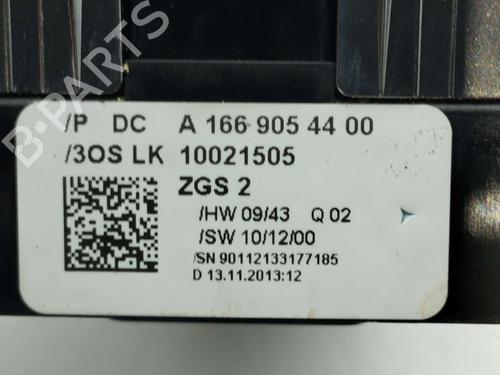 /P DC A 166 905 44 00
/3OS LK 10021505
ZGS 2
/HW 09/43 Q 02
/SW 10/12/00
/SN 90112133177185
D 13.11.2013:12
B-PARTS